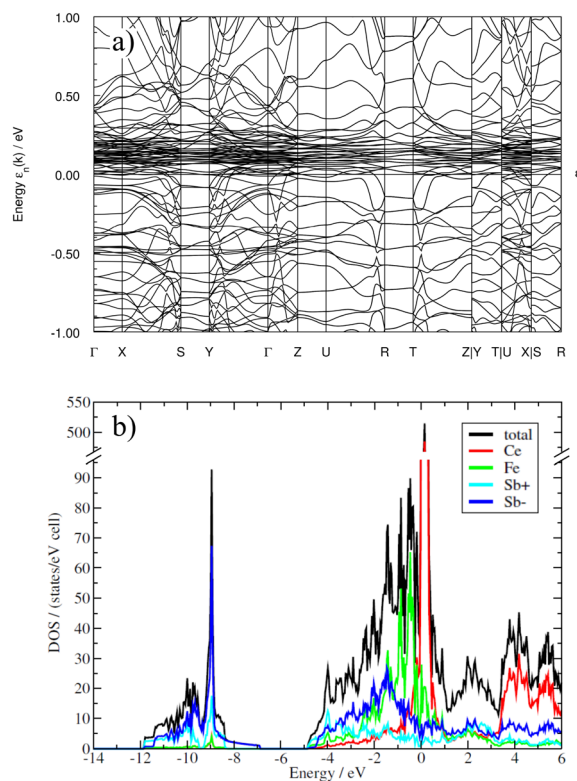 1.00
a)
0.50
0.00
-0.50
-1.00
Energy εn(k) / eV
Γ X S Y Γ Z U R T Z|Y T|U X|S R
b)
550
500
90
80
70
60
50
40
30
20
10
0
DOS / (states/eV cell)
total
Ce
Fe
Sb+
Sb-
-14 -12 -10 -8 -6 -4 -2 0 2 4 6
Energy / eV